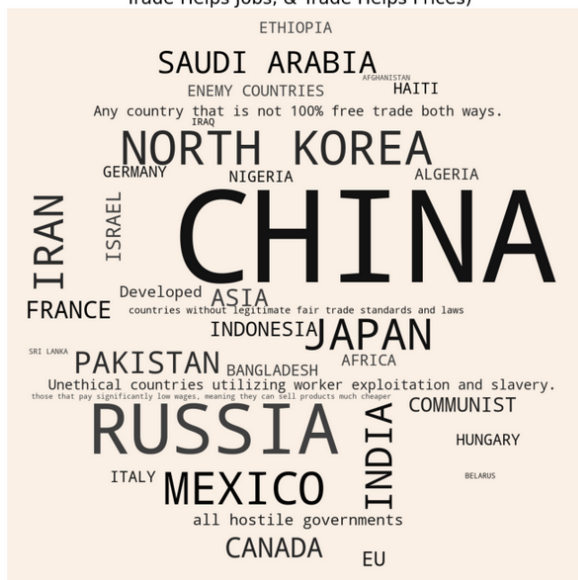 Trade Helps Jobs, & Trade Helps Prices)
ETHIOPIA
SAUDI ARABIA
AFGHANISTAN
ENEMY COUNTRIES
HAITI
Any country that is not 100% free trade both ways.
IRAQ
NORTH KOREA
GERMANY
NIGERIA
ALGERIA
IRAN
ISRAEL
CHINA
Developed ASIA
FRANCE
countries without legitimate fair trade standards and laws
INDONESIA
JAPAN
SRI LANKA
PAKISTAN
BANGLADESH
AFRICA
Unethical countries utilizing worker exploitation and slavery.
those that pay significantly low wages, meaning they can sell products much cheaper
RUSSIA
INDIA
COMMUNIST
HUNGARY
ITALY
MEXICO
BELARUS
all hostile governments
CANADA
EU